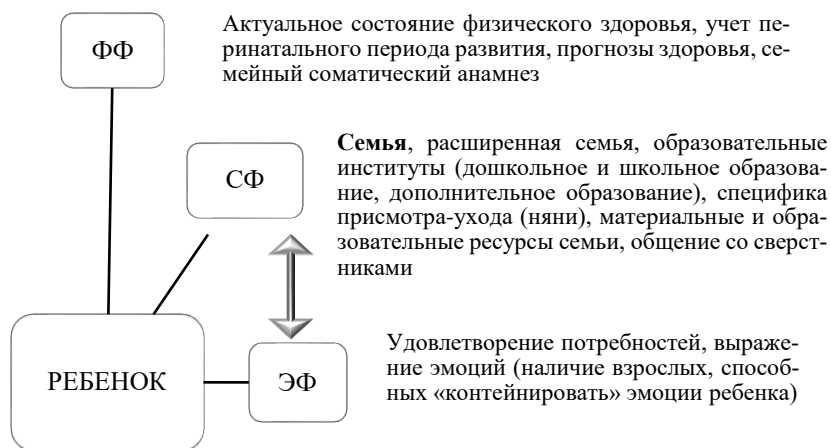 ФФ
Актуальное состояние физического здоровья, учет пе-
ринатального периода развития, прогнозы здоровья, се-
мейный соматический анамнез
СФ
Семья, расширенная семья, образовательные
институты (дошкольное и школьное образова-
ние, дополнительное образование), специфика
присмотра-ухода (няни), материальные и обра-
зовательные ресурсы семьи, общение со сверст-
никами
РЕБЕНОК
ЭФ
Удовлетворение потребностей, выраже-
ние эмоций (наличие взрослых, способ-
ных «контейнировать» эмоции ребенка)